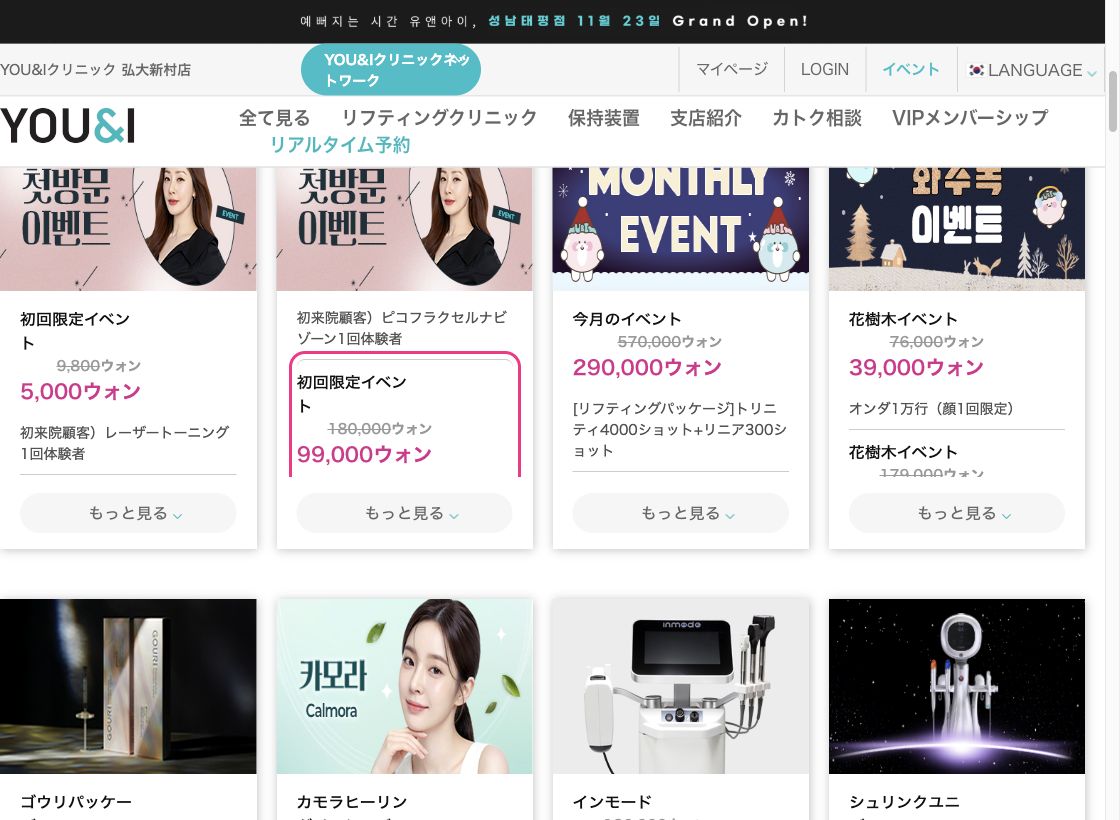 예뻐지는 시간 유앤아이, 성남태평점 11월 23일 Grand Open!
YOU&Iクリニック 弘大新村店
YOU&Iクリニックネットワーク
マイページ
LOGIN
イベント
LANGUAGE
YOU&I
全て見る
リフティングクリニック
保持装置
支店紹介
カトク相談
VIPメンバーシップ
リアルタイム予約
첫방문
이벤트
EVENT
첫방문
이벤트
EVENT
MONTHLY
EVENT
화수목
이벤트
初回限定イベン
ト
9,800ウォン
5,000ウォン
初来院顧客）レーザートーニング
1回体験者
もっと見る
初来院顧客）ピコフラクセルナビ
ゾーン1回体験者
初回限定イベン
ト
180,000ウォン
99,000ウォン
もっと見る
今月のイベント
570,000ウォン
290,000ウォン
[リフティングパッケージ]トリニ
ティ4000ショット+リニア300シ
ョット
もっと見る
花樹木イベント
76,000ウォン
39,000ウォン
オンダ1万行（顔1回限定）
花樹木イベント
179,000ウォン
もっと見る
GOURI
GOURI
카모라
Calmora
inmode
ゴウリパッケー
カモラヒーリン
インモード
シュリンクユニ